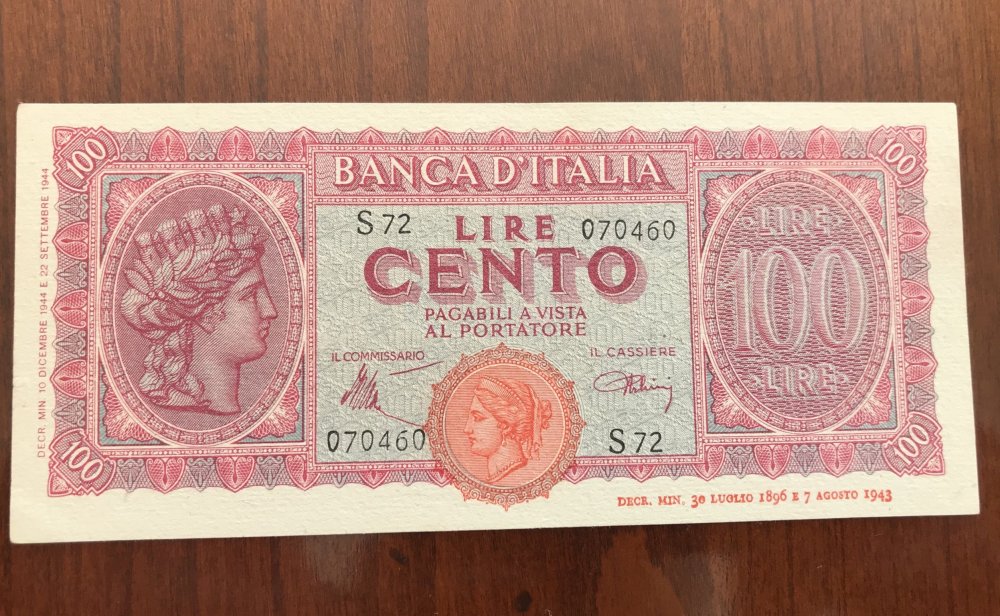 BANCA D'ITALIA
100
100
DECR. MIN. 10 DICEMBRE 1944 E 22 SETTEMBRE 1944
S 72
LIRE
070460
CENTO
PAGABILI A VISTA
AL PORTATORE
LIRE
100
LIRE
IL COMMISSARIO
IL CASSIERE
070460
S 72
100
100
DECR. MIN. 30 LUGLIO 1896 E 7 AGOSTO 1943